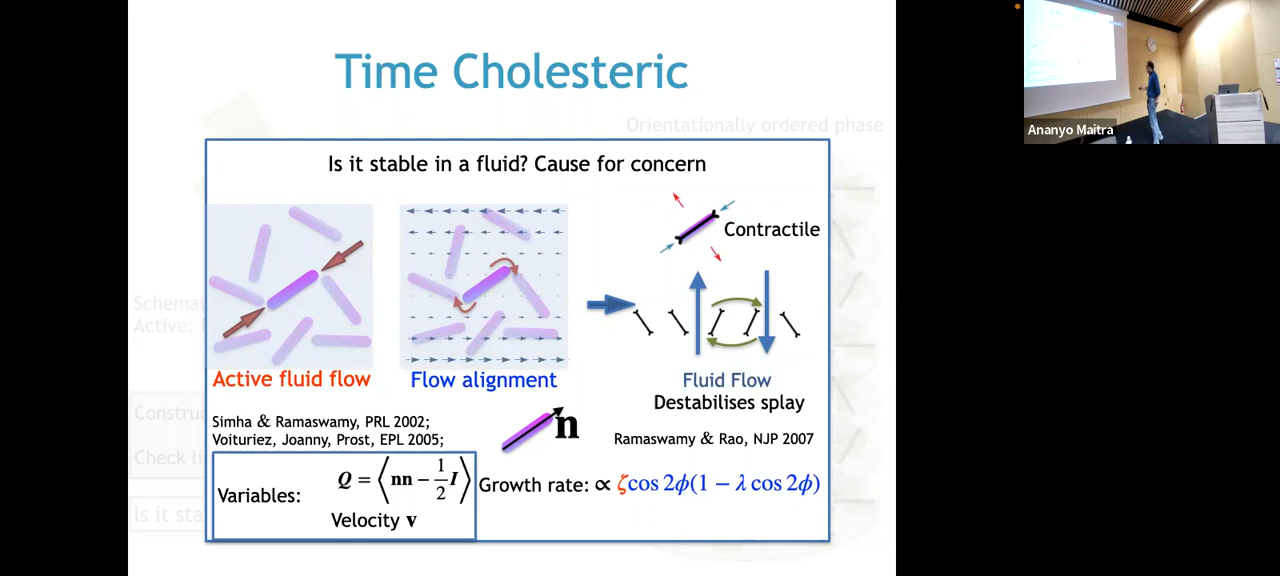 Time Cholesteric
Orientationally ordered phase
Is it stable in a fluid? Cause for concern
Contractile
Active fluid flow
Flow alignment
Fluid Flow
Destabilises splay
Simha & Ramaswamy, PRL 2002;
Voituriez, Joanny, Prost, EPL 2005;
n
Ramaswamy & Rao, NJP 2007
Variables:
Q = ⟨nn − 1/2 I⟩
Velocity v
Growth rate: ∝ ζcos 2ϕ(1 − λ cos 2ϕ)
Schema
Active:
Construc
Check li
Is it sta
Ananyo Maitra